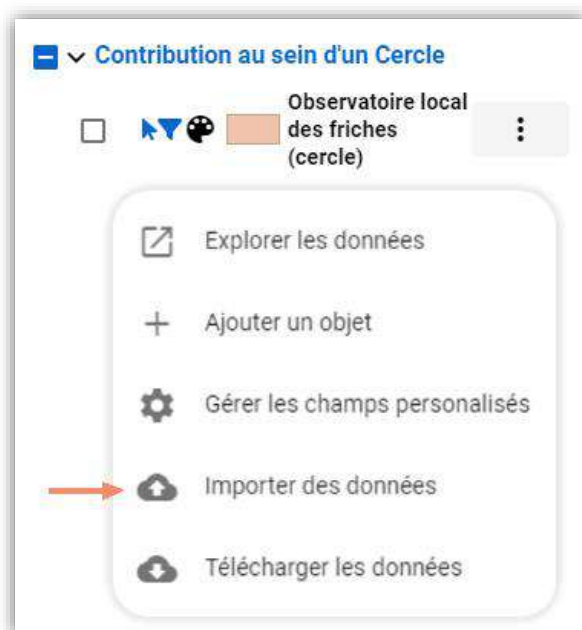 Contribution au sein d'un Cercle
Observatoire local
des friches
(cercle)
Explorer les données
Ajouter un objet
Gérer les champs personalisés
Importer des données
Télécharger les données